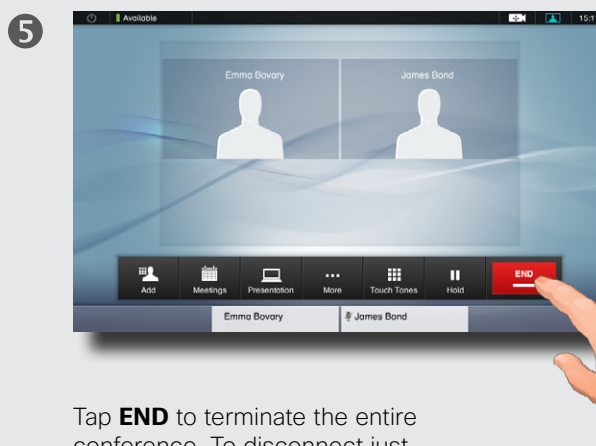 5
Available
15:1
Emma Bovary James Bond
Add Meetings Presentation More Touch Tones Hold END
Emma Bovary James Bond
Tap END to terminate the entire
conference. To disconnect just